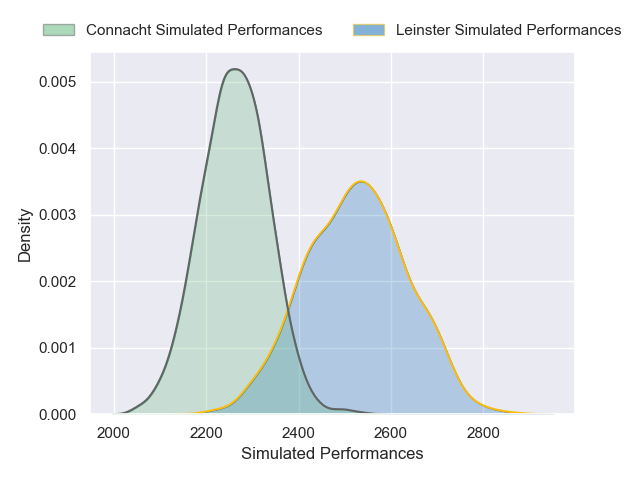 Connacht Simulated Performances
Leinster Simulated Performances
0.005
0.004
0.003
0.002
0.001
0.000
Density
2000
2200
2400
2600
2800
Simulated Performances